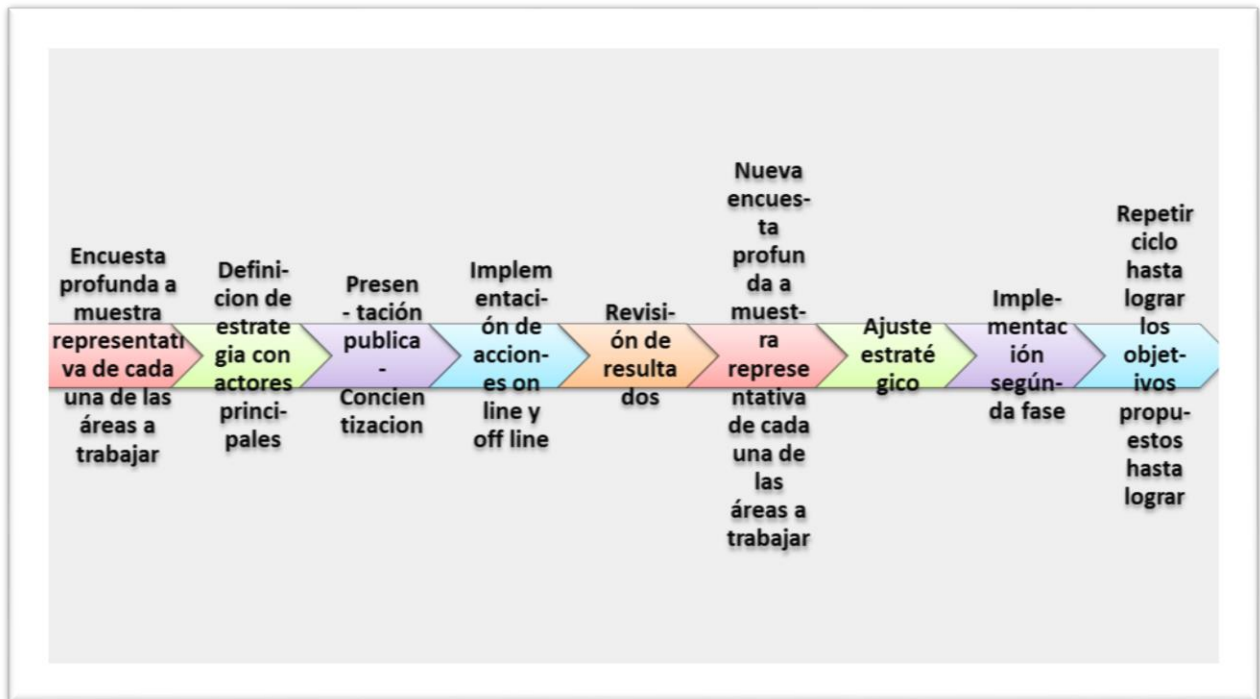 Encuesta
profunda a
muestra
representati
va de cada
una de las
áreas a
trabajar
Defini-
cion de
estrate
gia con
actores
princi-
pales
Presen
- tación
publica
-
Concien
tizacion
Implem
entaci-
ón de
accion-
es on
line y
off line
Revisi-
ón de
resulta
dos
Nueva
encues-
ta
profun
da a
muest-
ra
represe
ntativa
de cada
una de
las
áreas a
trabajar
Ajuste
estraté
gico
Imple-
mentac
ión
según-
da fase
Repetir
ciclo
hasta
lograr
los
objet-
ivos
propu-
estos
hasta
lograr